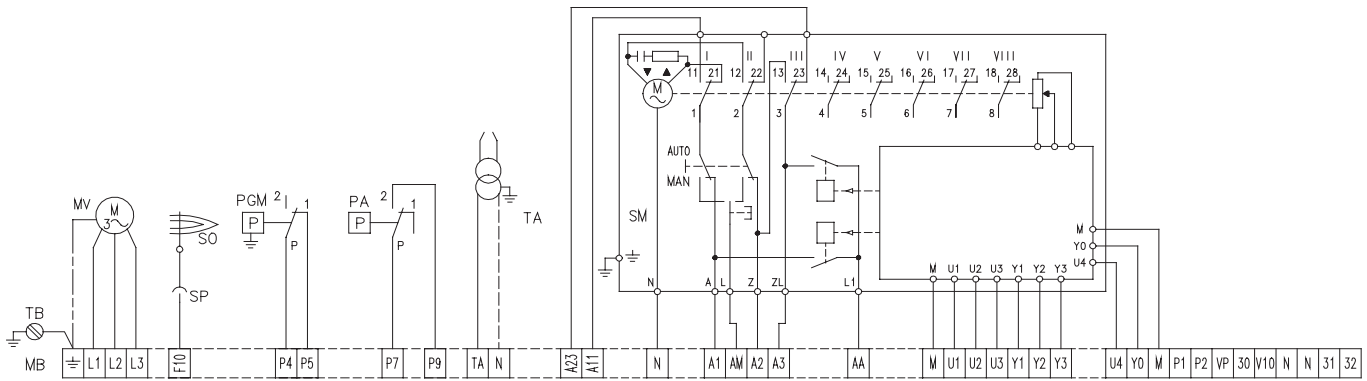 I II III IV V VI VII VIII
11 21 12 22 13 23 14 24 15 25 16 26 17 27 18 28
M
1 2 3 4 5 6 7 8
AUTO
MAN
PGM 2 1
P
P
PA 2 1
P
P
MV M
3
SO
TA
SM
SP
M
Y0
U4
N A L Z ZL L1 M U1 U2 U3 Y1 Y2 Y3
TB
MB L1 L2 L3 F10 P4 P5 P7 P9 TA N A23 A11 N A1 AM A2 A3 AA M U1 U2 U3 Y1 Y2 Y3 U4 Y0 M P1 P2 VP 30 V10 N N 31 32